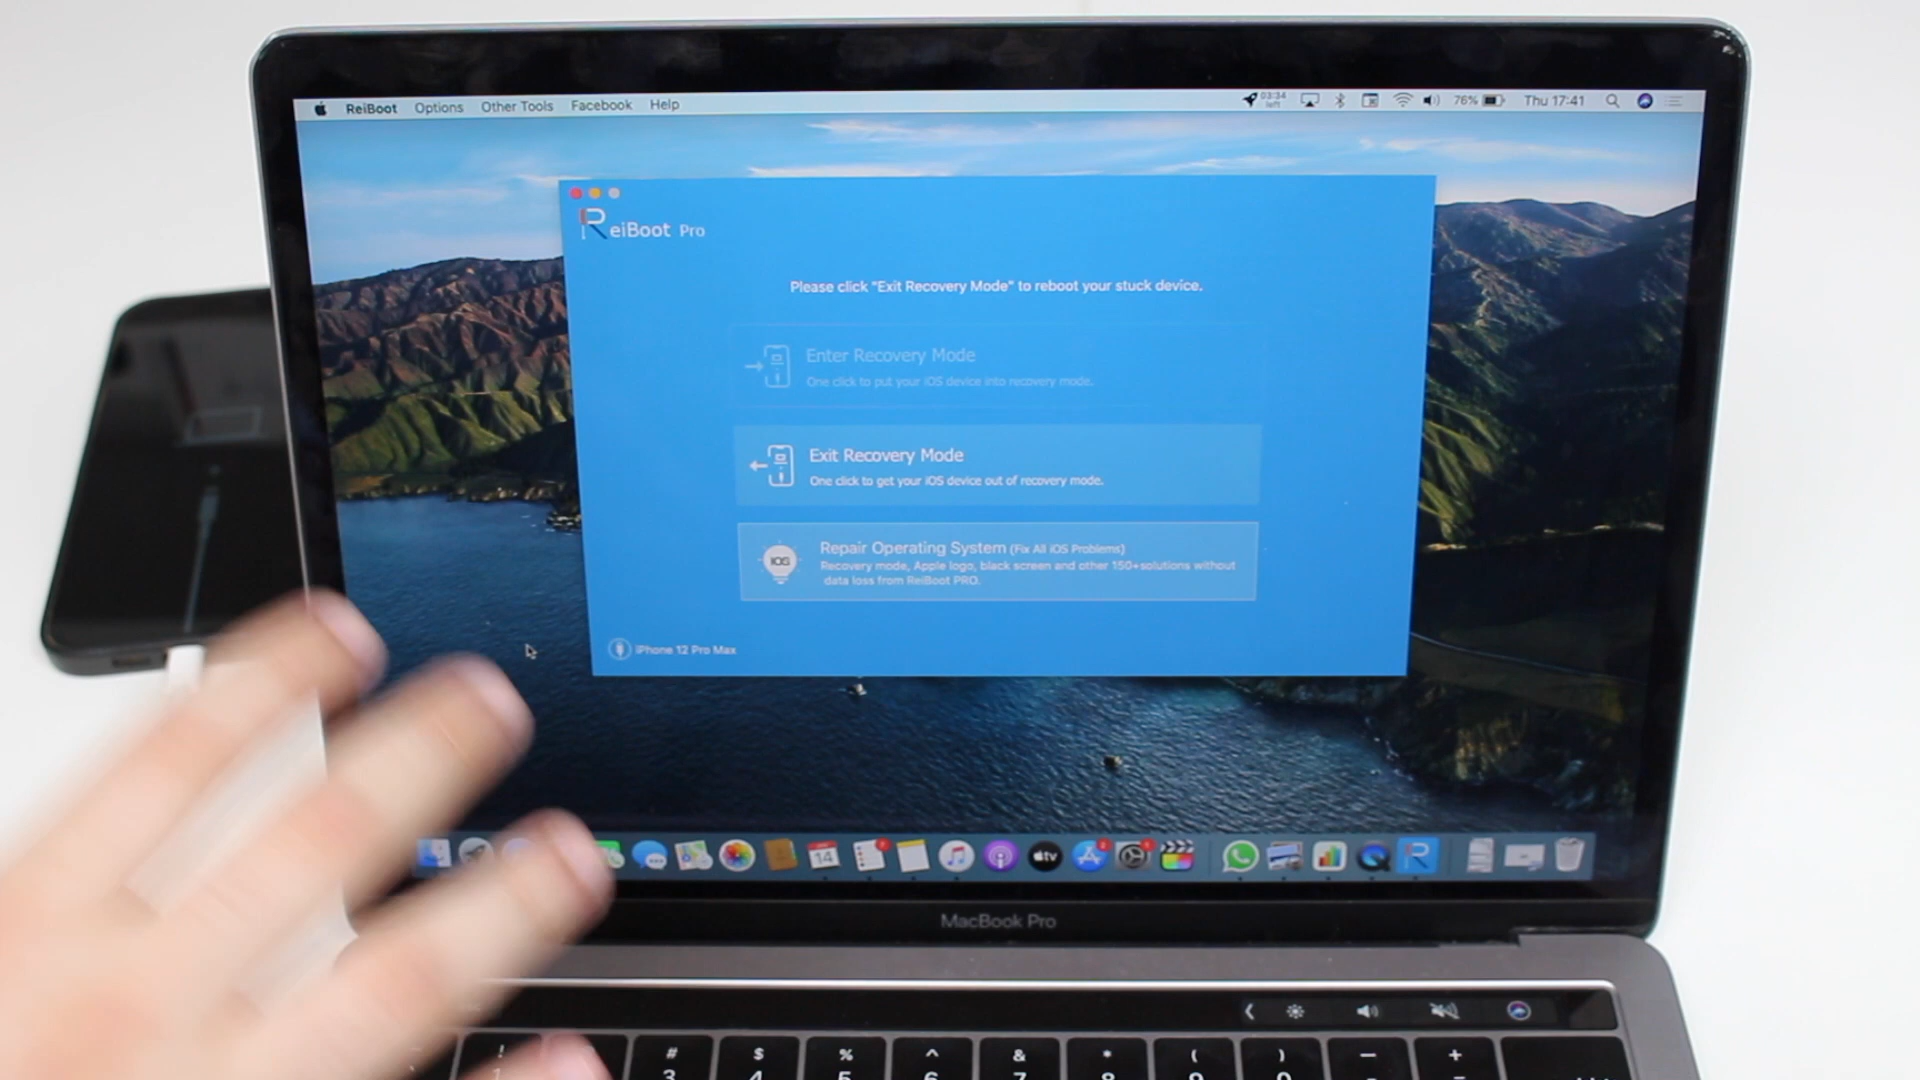 ReiBoot Options Other Tools Facebook Help 03:34 left 76% Thu 17:41
ReiBoot Pro
Please click "Exit Recovery Mode" to reboot your stuck device.
Enter Recovery Mode
One click to put your iOS device into recovery mode.
Exit Recovery Mode
One click to get your iOS device out of recovery mode.
iOS
Repair Operating System (Fix All iOS Problems)
Recovery mode, Apple logo, black screen and other 150+solutions without
data loss from ReiBoot PRO.
iPhone 12 Pro Max
14 tv R
MacBook Pro
! # $ % ^ & * ( ) - +
3 4 5 6 7 8 9 0